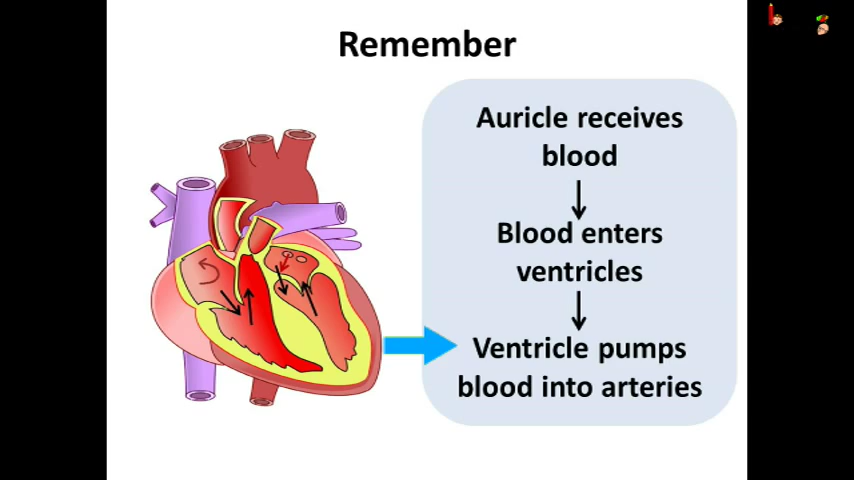 Remember
Auricle receives
blood
Blood enters
ventricles
Ventricle pumps
blood into arteries